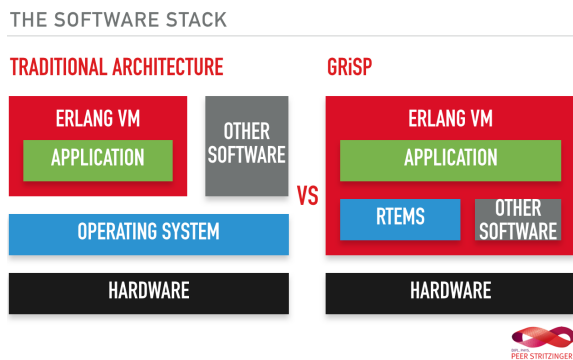 THE SOFTWARE STACK
TRADITIONAL ARCHITECTURE
ERLANG VM
APPLICATION
OTHER
SOFTWARE
OPERATING SYSTEM
HARDWARE
VS
GRiSP
ERLANG VM
APPLICATION
RTEMS
OTHER
SOFTWARE
HARDWARE
PEER STRITZINGER